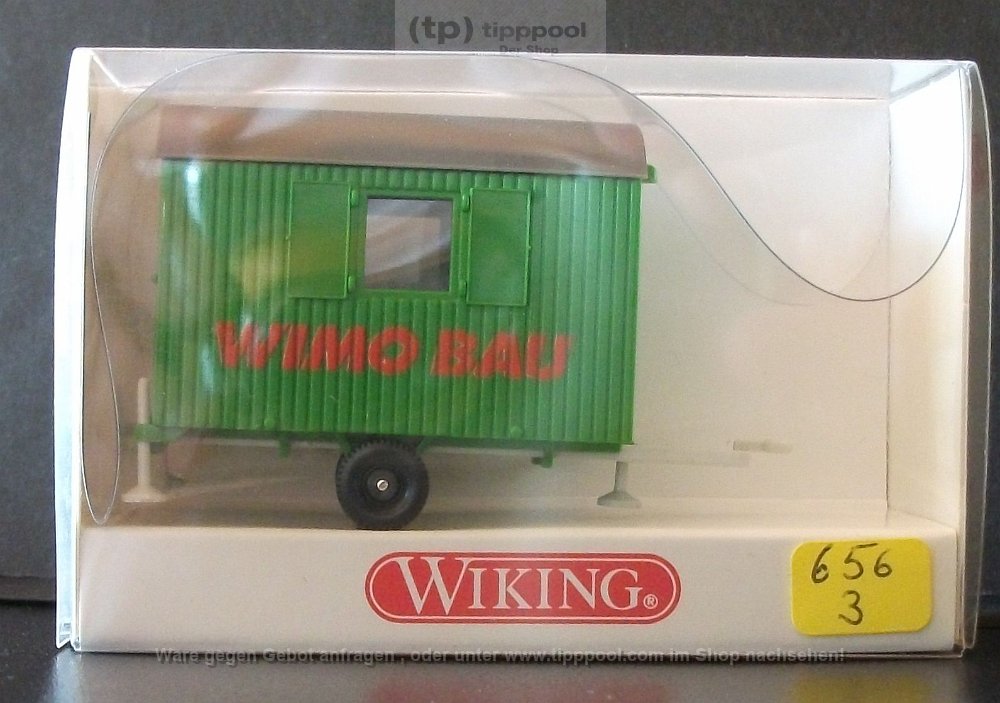 (tp) tipppool
Der Shop
WIMO BAU
WIKING®
656
3
Ware gegen Gebot anfragen , oder unter www.tipppool.com im Shop nachsehen!